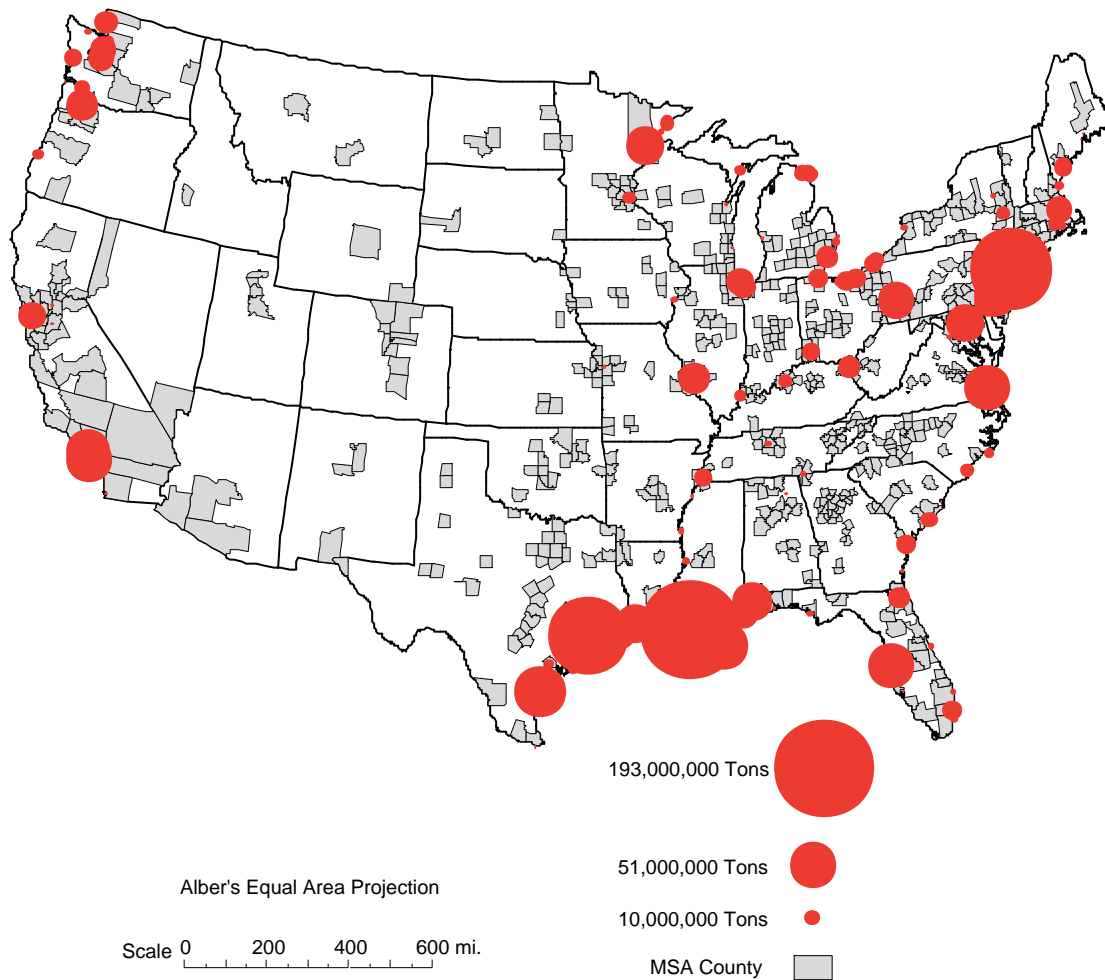 193,000,000 Tons
51,000,000 Tons
Alber's Equal Area Projection
10,000,000 Tons
Scale 0 200 400 600 mi.
MSA County